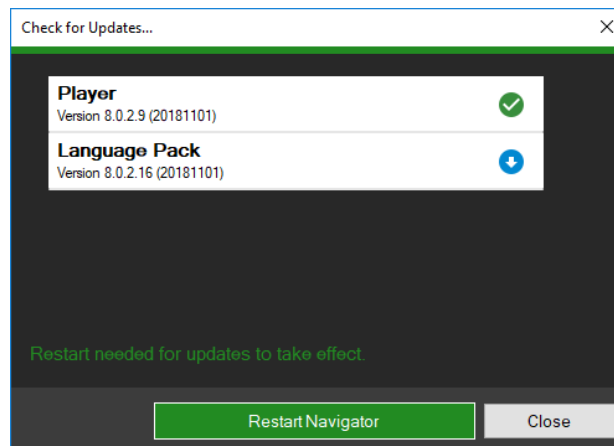 Check for Updates...
Player
Version 8.0.2.9 (20181101)
Language Pack
Version 8.0.2.16 (20181101)
Restart needed for updates to take effect.
Restart Navigator
Close